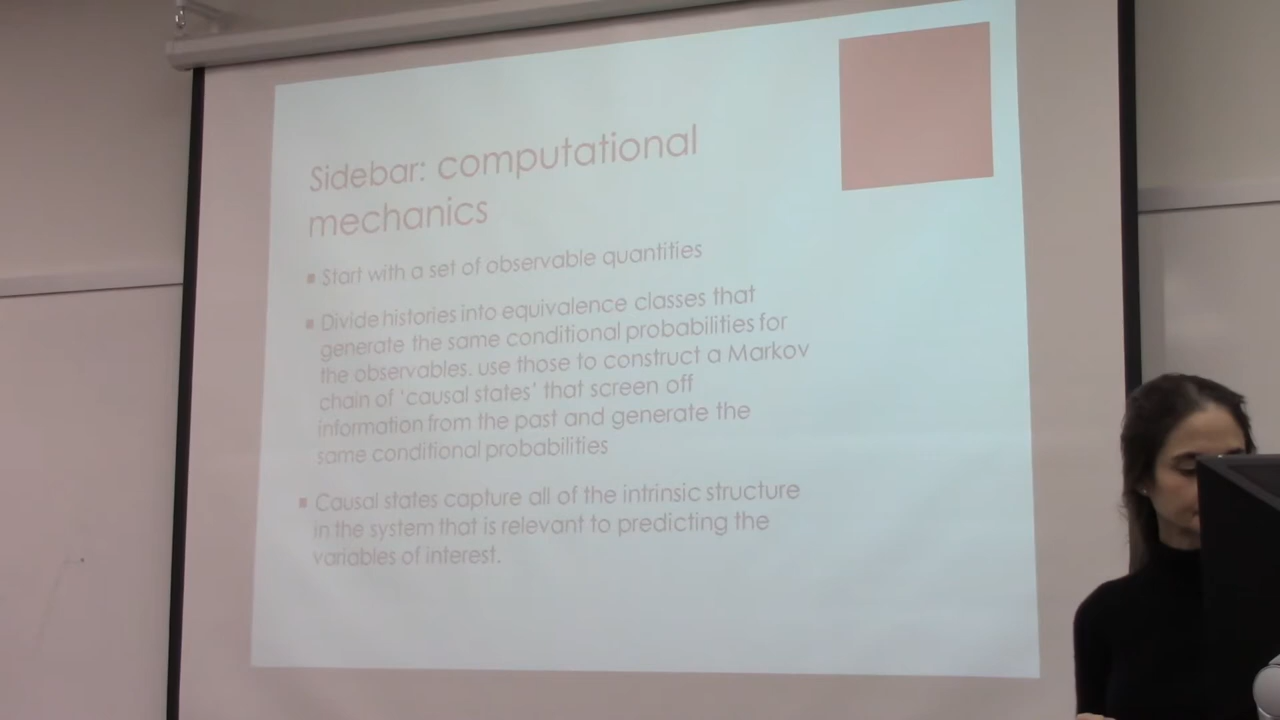 Sidebar: computational
mechanics
Start with a set of observable quantities
Divide histories into equivalence classes that
generate the same conditional probabilities for
the observables. use those to construct a Markov
chain of ‘causal states’ that screen off
information from the past and generate the
same conditional probabilities
Causal states capture all of the intrinsic structure
in the system that is relevant to predicting the
variables of interest.